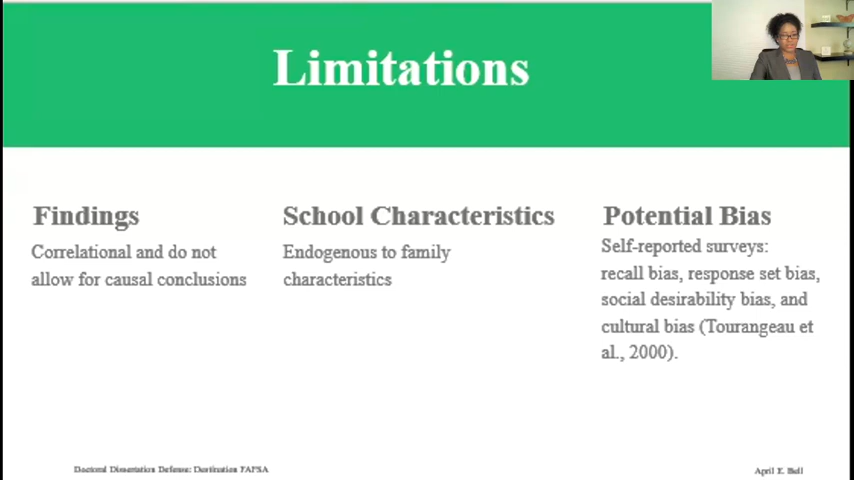 Limitations
Findings
Correlational and do not
allow for causal conclusions
School Characteristics
Endogenous to family
characteristics
Potential Bias
Self-reported surveys:
recall bias, response set bias,
social desirability bias, and
cultural bias (Tourangeau et
al., 2000).
Doctoral Dissertation Defense: Destination FAFSA
April E. Bell